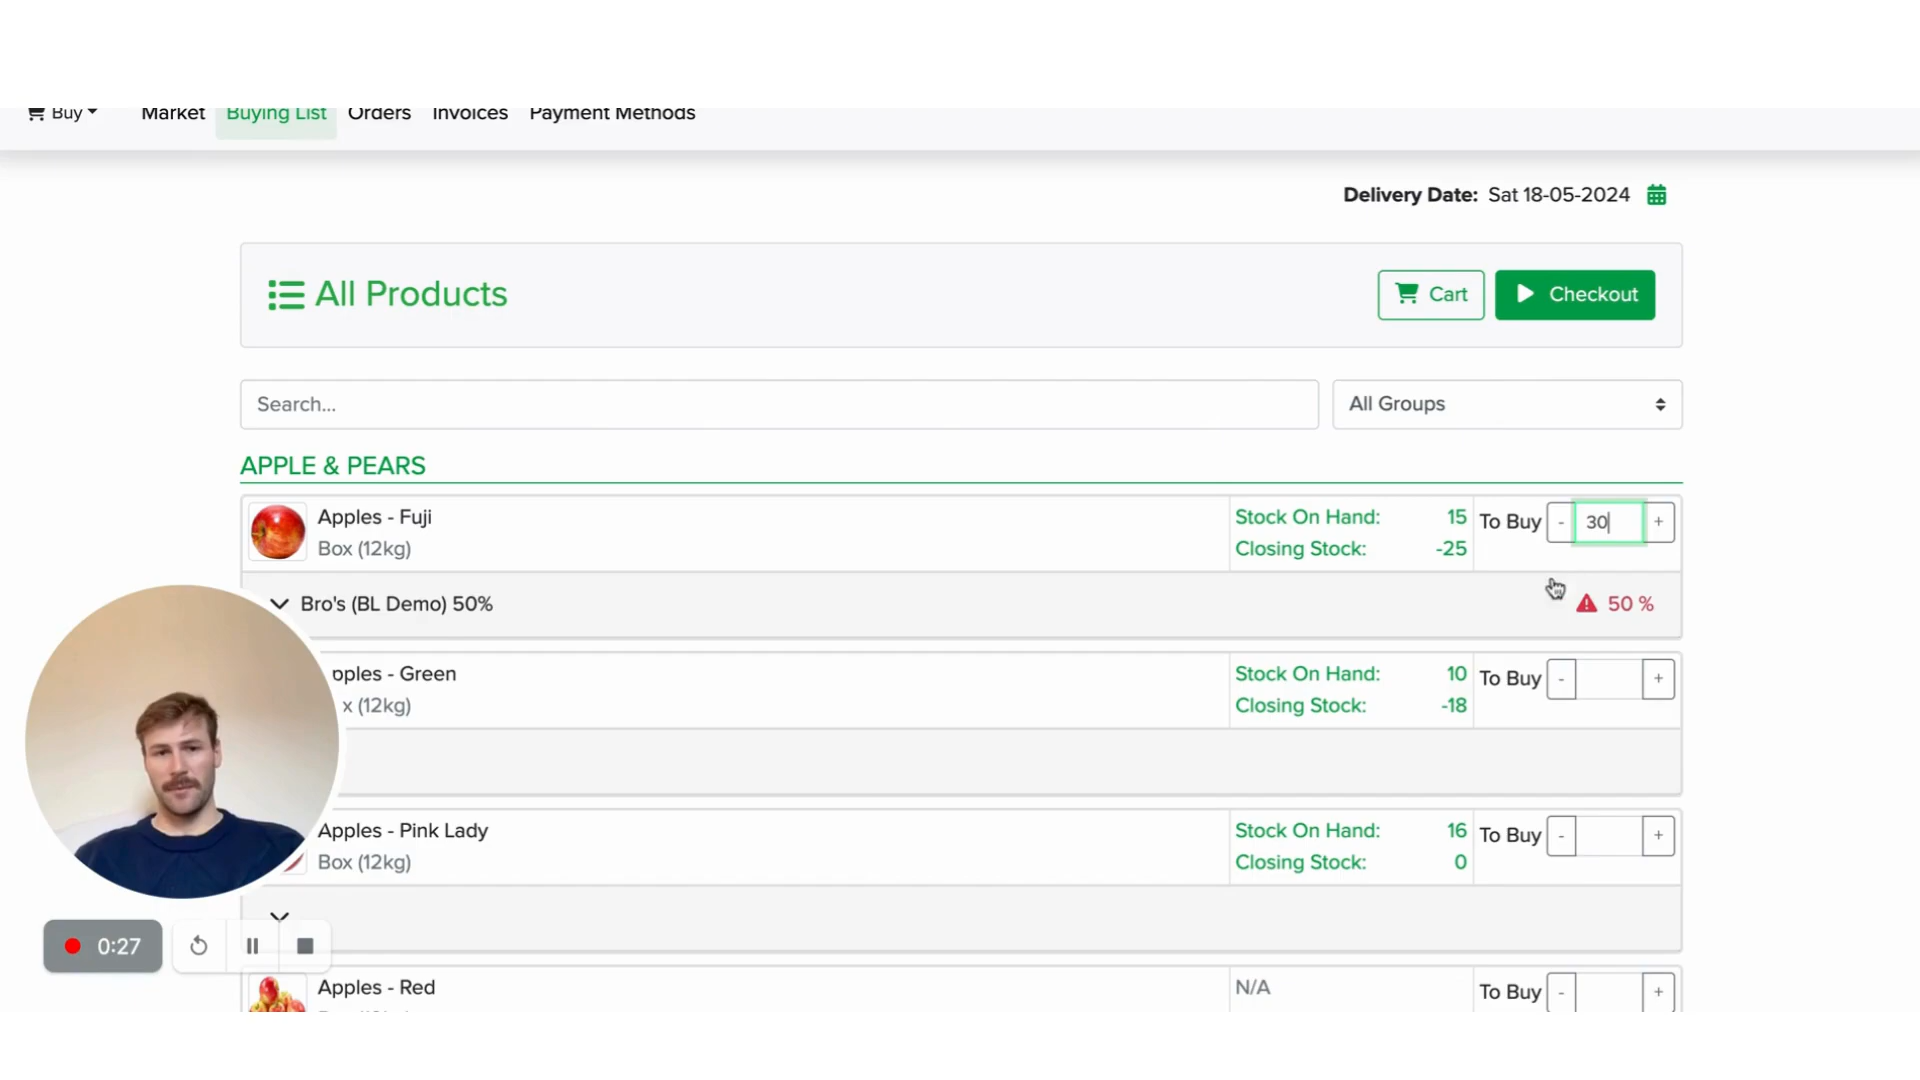 Buy Market Buying List Orders Invoices Payment Methods
Delivery Date: Sat 18-05-2024
All Products
Cart
Checkout
Search...
All Groups
APPLE & PEARS
Apples - Fuji
Box (12kg)
Stock On Hand: 15
Closing Stock: -25
To Buy - 30 +
Bro's (BL Demo) 50%
50 %
pples - Green
x (12kg)
Stock On Hand: 10
Closing Stock: -18
To Buy - +
Apples - Pink Lady
Box (12kg)
Stock On Hand: 16
Closing Stock: 0
To Buy - +
0:27
Apples - Red
N/A
To Buy - +